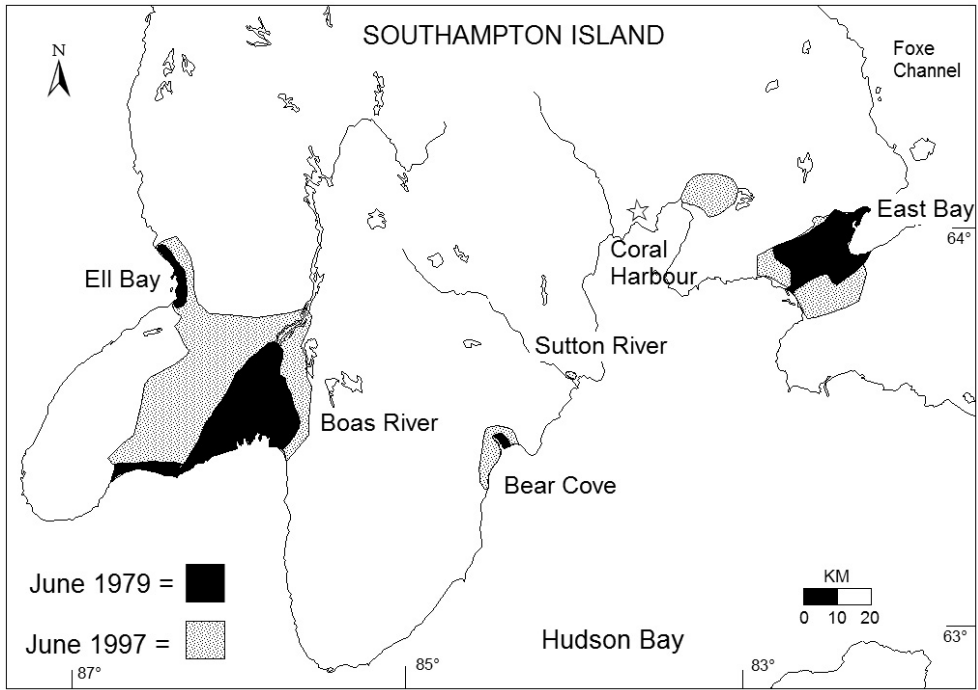 SOUTHAMPTON ISLAND
N
Foxe
Channel
East Bay
64°
Coral
Harbour
Ell Bay
Sutton River
Boas River
Bear Cove
June 1979 =
June 1997 =
KM
0 10 20
Hudson Bay
63°
87°
85°
83°